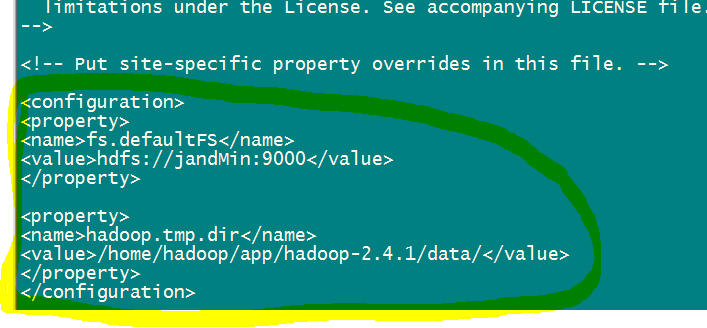 limitations under the License. See accompanying LICENSE file.
-->
<!-- Put site-specific property overrides in this file. -->
<configuration>
<property>
<name>fs.defaultFS</name>
<value>hdfs://jandMin:9000</value>
</property>
<property>
<name>hadoop.tmp.dir</name>
<value>/home/hadoop/app/hadoop-2.4.1/data/</value>
</property>
</configuration>